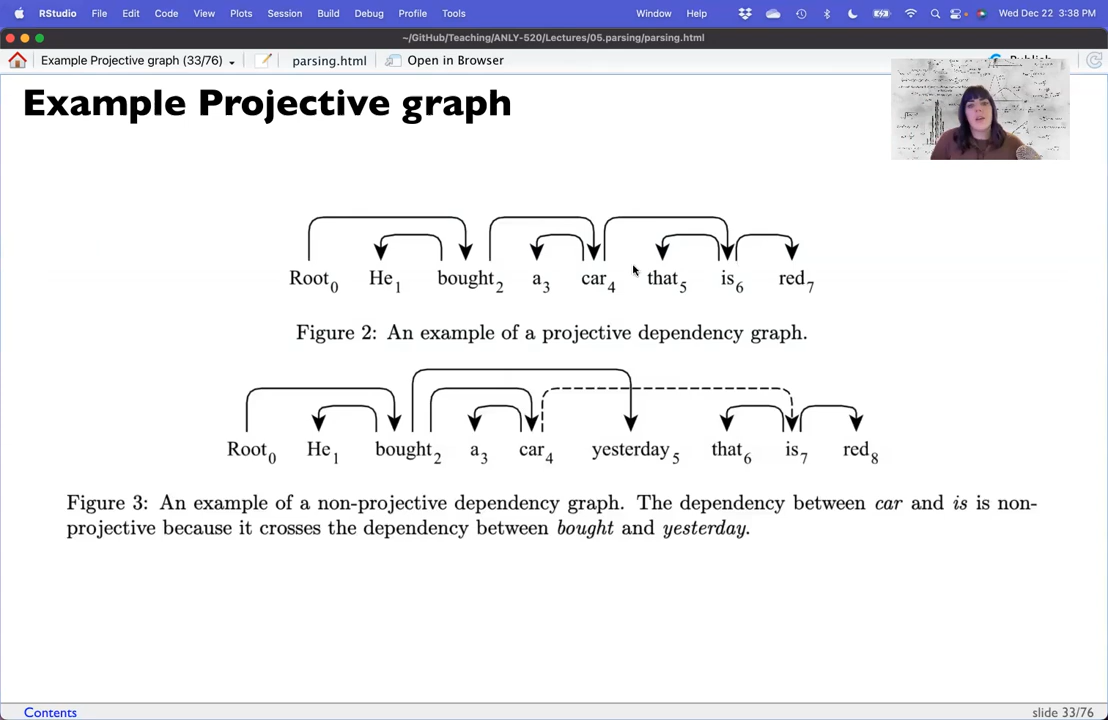 RStudio File Edit Code View Plots Session Build Debug Profile Tools Window Help Wed Dec 22 3:38 PM
~/GitHub/Teaching/ANLY-520/Lectures/05.parsing/parsing.html
Example Projective graph (33/76) parsing.html Open in Browser Publish
Example Projective graph
Root0 He1 bought2 a3 car4 that5 is6 red7
Figure 2: An example of a projective dependency graph.
Root0 He1 bought2 a3 car4 yesterday5 that6 is7 red8
Figure 3: An example of a non-projective dependency graph. The dependency between car and is is non-
projective because it crosses the dependency between bought and yesterday.
Contents slide 33/76